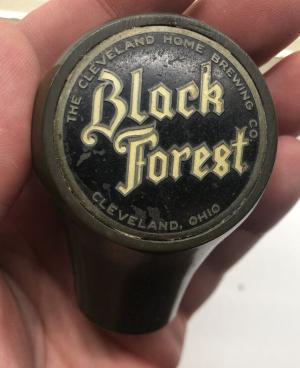 THE CLEVELAND HOME BREWING CO.
Black
Forest
CLEVELAND, OHIO